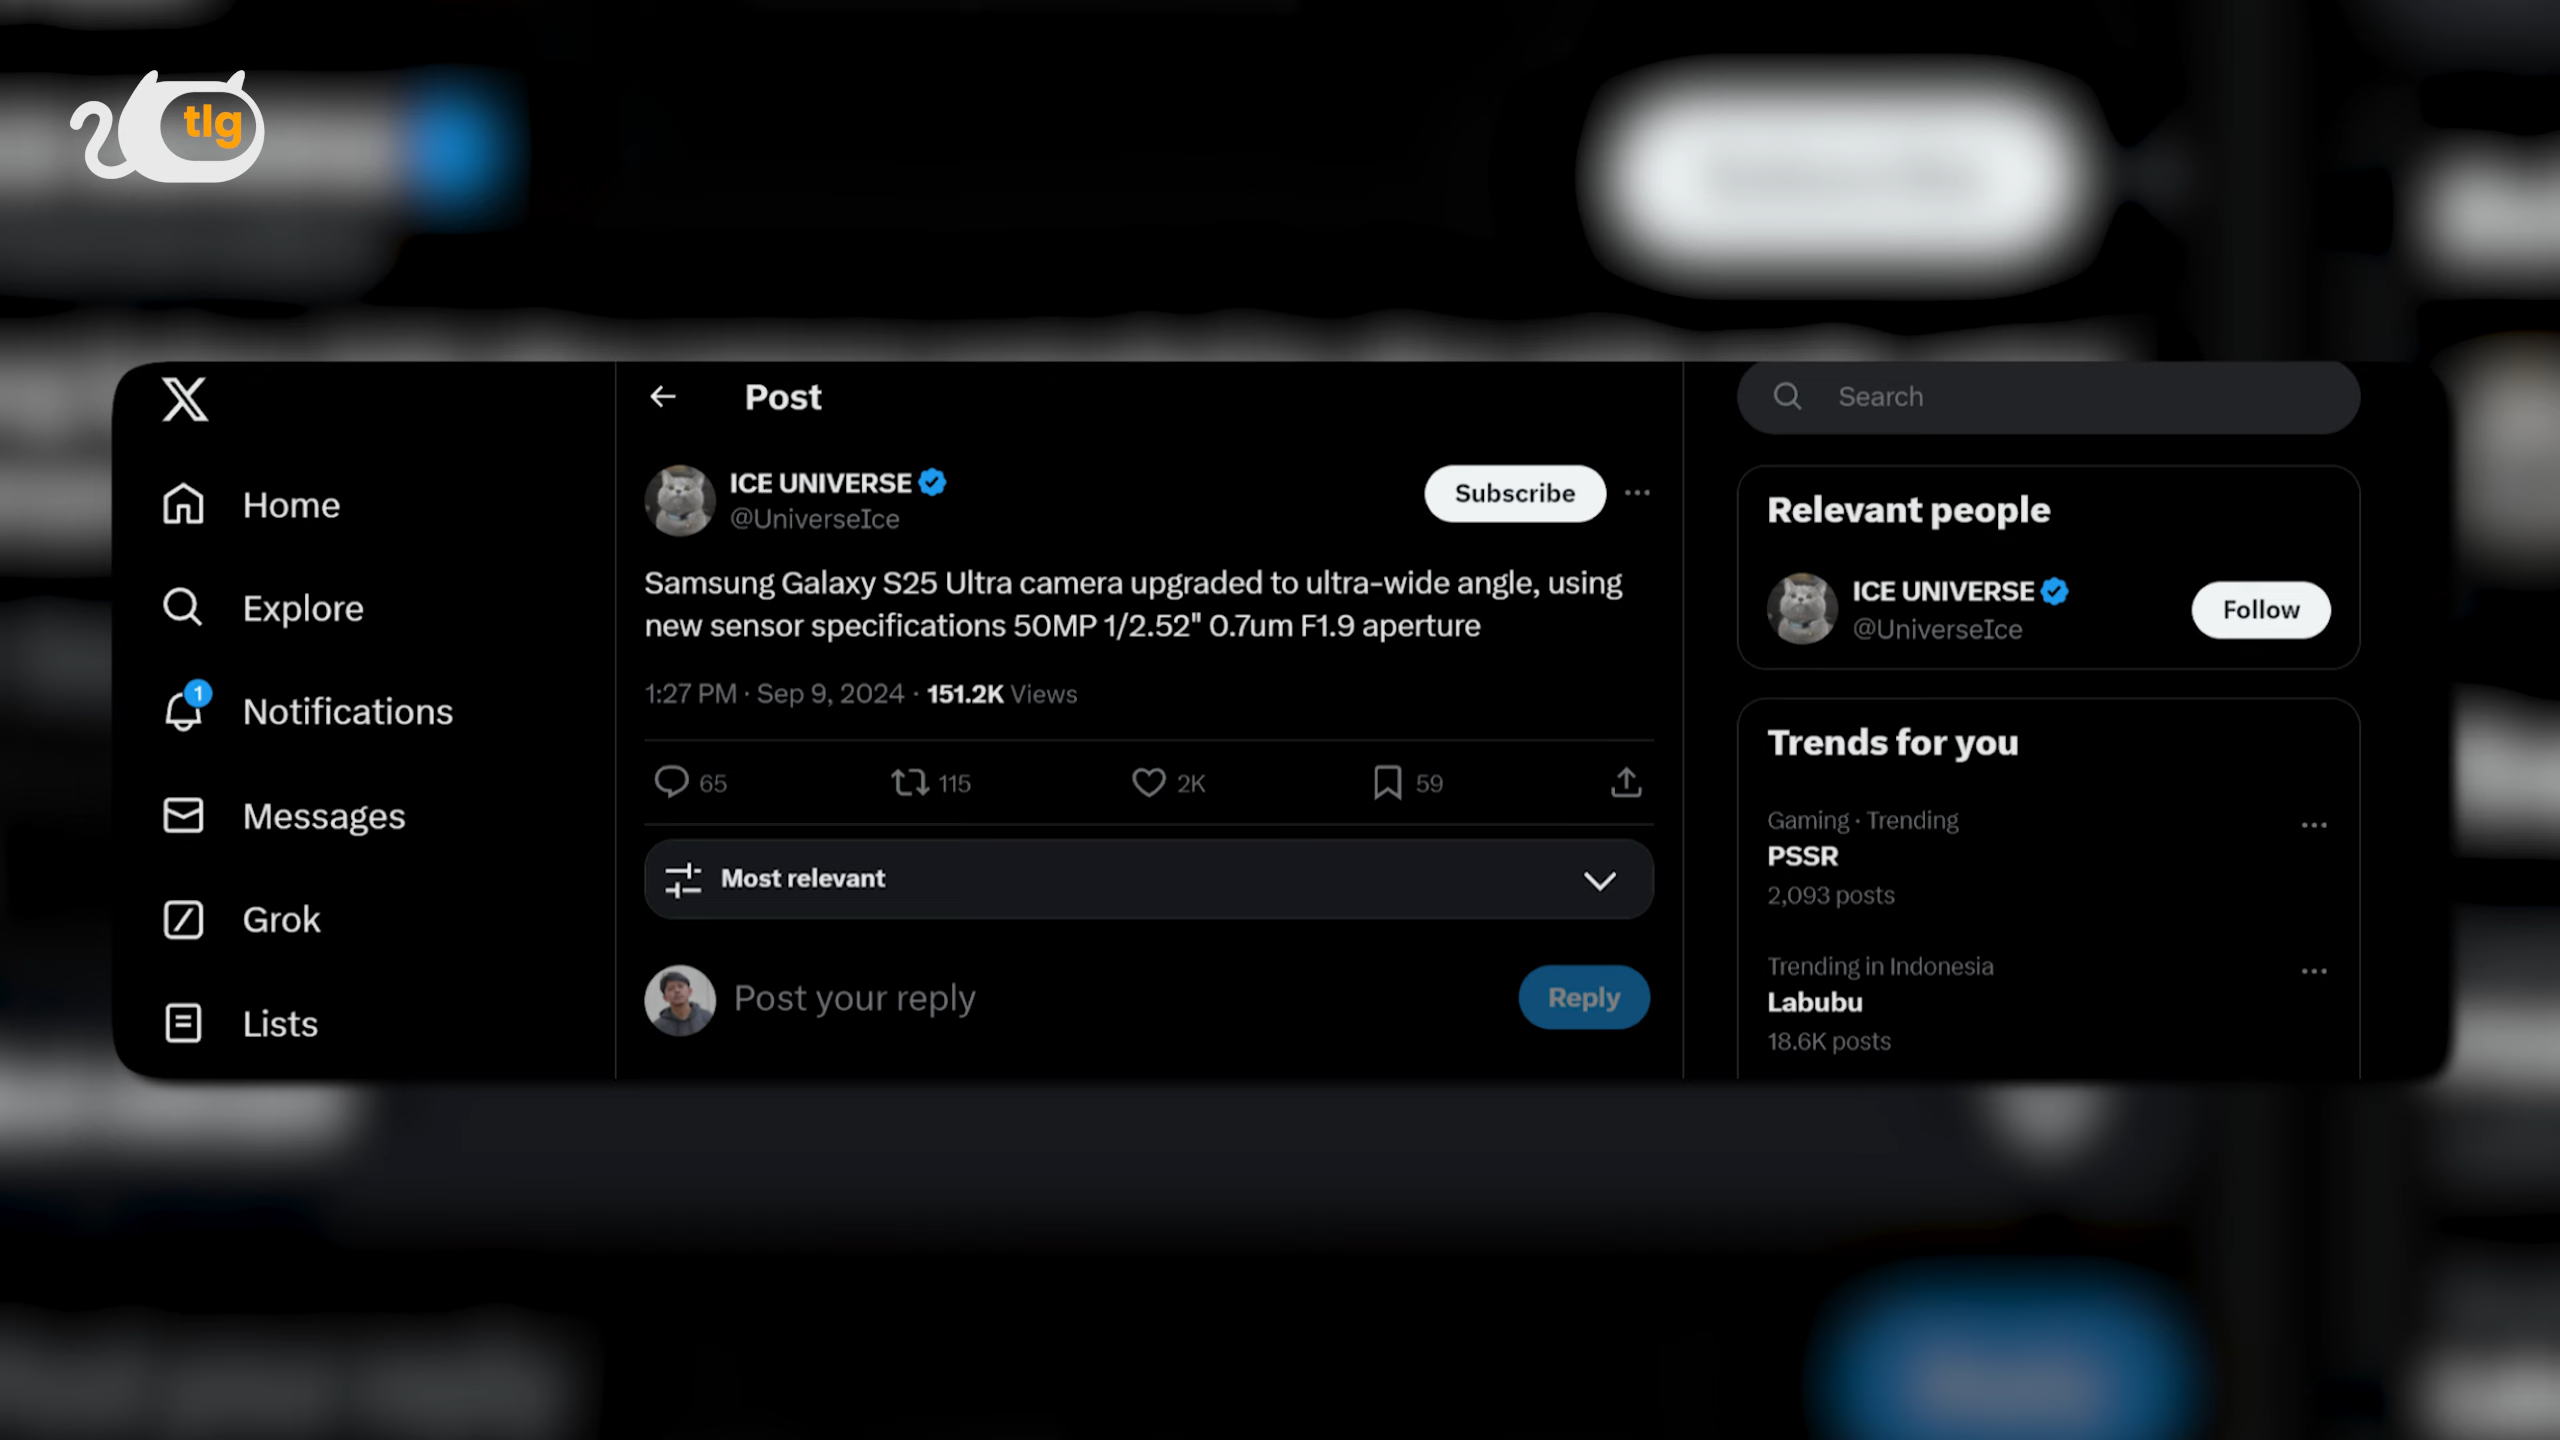 tlg
Home
Explore
1
Notifications
Messages
Grok
Lists
Post
ICE UNIVERSE
@UniverseIce
Subscribe
Samsung Galaxy S25 Ultra camera upgraded to ultra-wide angle, using
new sensor specifications 50MP 1/2.52" 0.7um F1.9 aperture
1:27 PM · Sep 9, 2024 · 151.2K Views
65 115 2K 59
Most relevant
Post your reply
Reply
Search
Relevant people
ICE UNIVERSE
@UniverseIce
Follow
Trends for you
Gaming · Trending
PSSR
2,093 posts
Trending in Indonesia
Labubu
18.6K posts